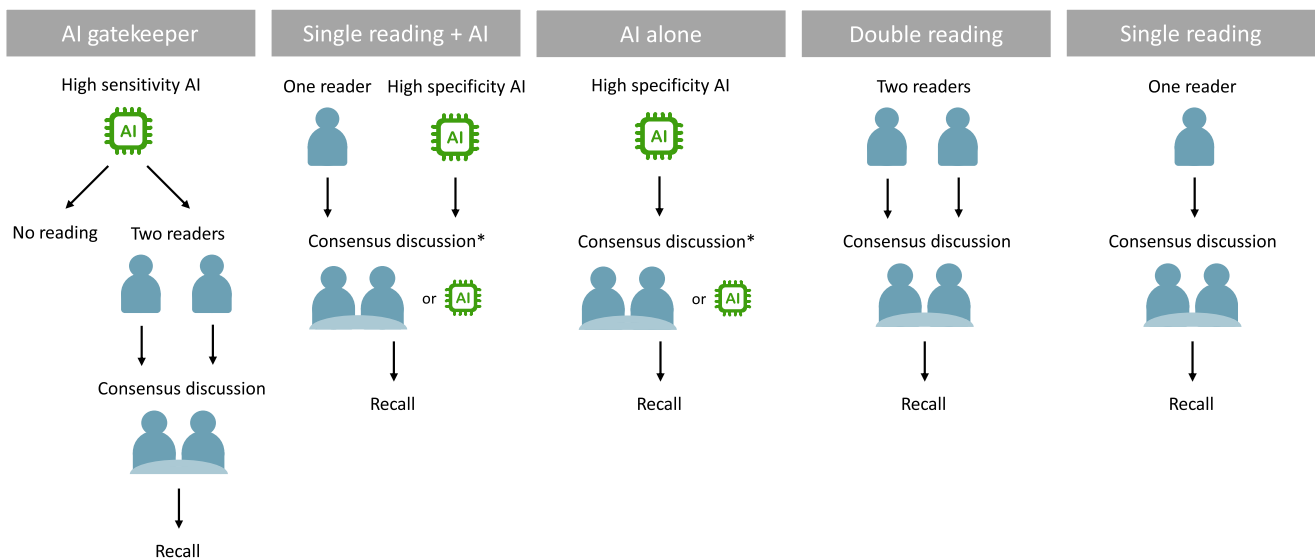 AI gatekeeper
High sensitivity AI
AI
No reading
Two readers
Consensus discussion
Recall
Single reading + AI
One reader
High specificity AI
AI
Consensus discussion*
or
AI
Recall
AI alone
High specificity AI
AI
Consensus discussion*
or
AI
Recall
Double reading
Two readers
Consensus discussion
Recall
Single reading
One reader
Consensus discussion
Recall